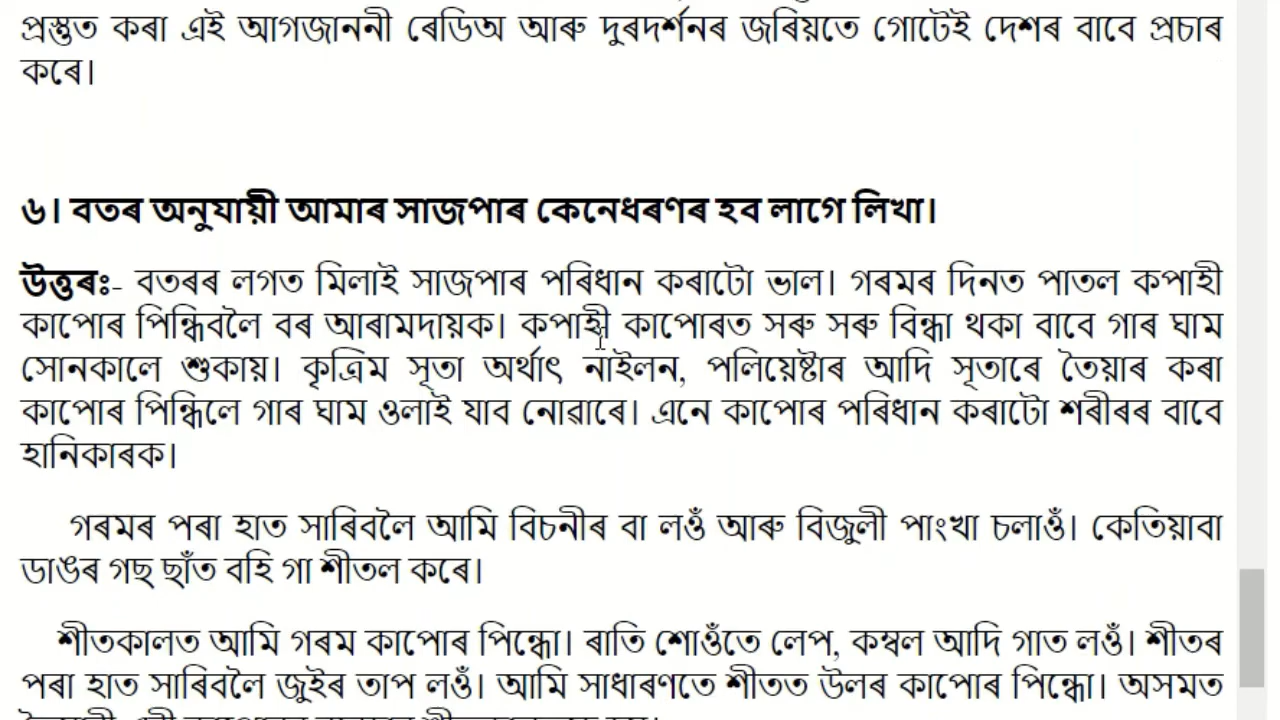 প্ৰস্তুত কৰা এই আগজাননী ৰেডিঅ আৰু দুৰদৰ্শনৰ জৰিয়তে গোটেই দেশৰ বাবে প্ৰচাৰ
কৰে।
৬। বতৰ অনুযায়ী আমাৰ সাজপাৰ কেনেধৰণৰ হব লাগে লিখা।
উত্তৰঃ- বতৰৰ লগত মিলাই সাজপাৰ পৰিধান কৰাটো ভাল। গৰমৰ দিনত পাতল কপাহী
কাপোৰ পিন্ধিবলৈ বৰ আৰামদায়ক। কপাহী কাপোৰত সৰু সৰু বিন্ধা থকা বাবে গাৰ ঘাম
সোনকালে শুকায়। কৃত্ৰিম সূতা অৰ্থাৎ নাইলন, পলিয়েষ্টাৰ আদি সূতাৰে তৈয়াৰ কৰা
কাপোৰ পিন্ধিলে গাৰ ঘাম ওলাই যাব নোৱাৰে। এনে কাপোৰ পৰিধান কৰাটো শৰীৰৰ বাবে
হানিকাৰক।
গৰমৰ পৰা হাত সাৰিবলৈ আমি বিচনীৰ বা লওঁ আৰু বিজুলী পাংখা চলাওঁ। কেতিয়াবা
ডাঙৰ গছ ছাঁত বহি গা শীতল কৰে।
শীতকালত আমি গৰম কাপোৰ পিন্ধো। ৰাতি শোওঁতে লেপ, কম্বল আদি গাত লওঁ। শীতৰ
পৰা হাত সাৰিবলৈ জুইৰ তাপ লওঁ। আমি সাধাৰণতে শীতত উলৰ কাপোৰ পিন্ধো। অসমত